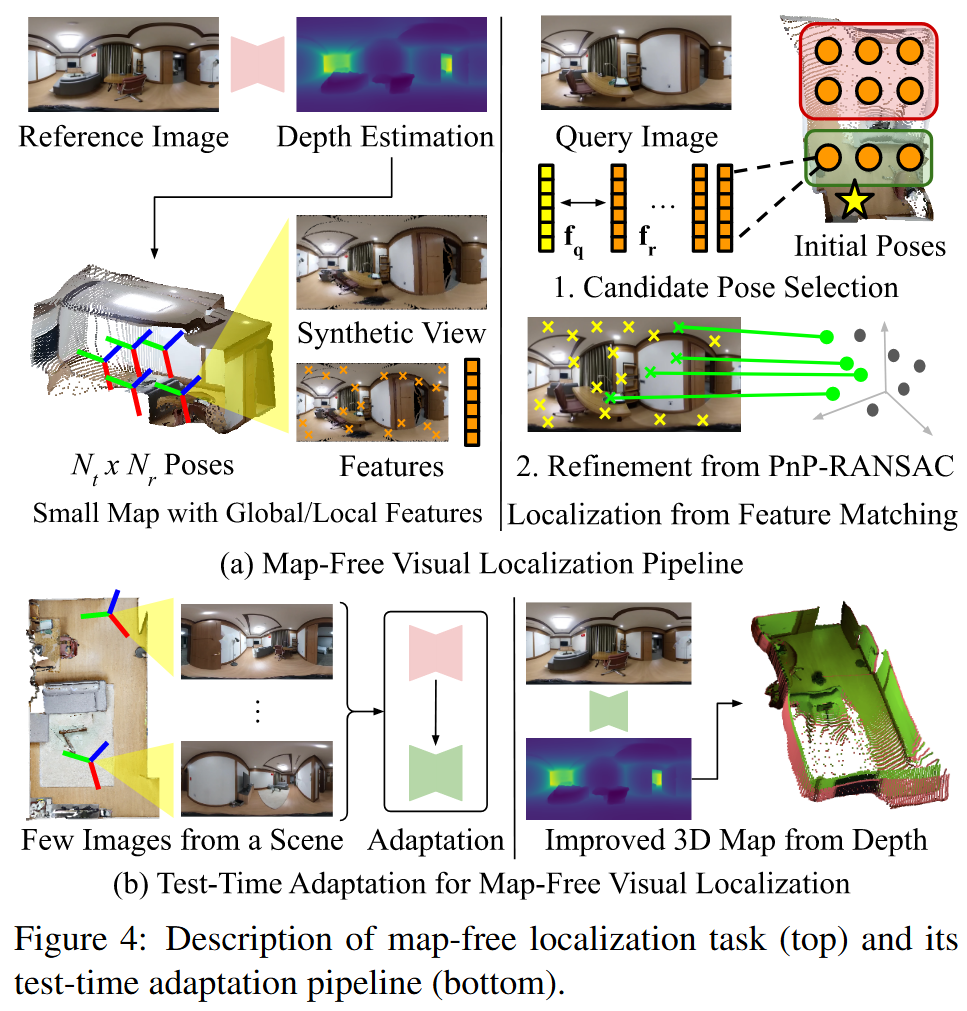 Reference Image
Depth Estimation
Synthetic View
N_t x N_r Poses
Features
Small Map with Global/Local Features
Query Image
f_q
f_r
...
Initial Poses
1. Candidate Pose Selection
2. Refinement from PnP-RANSAC
Localization from Feature Matching
(a) Map-Free Visual Localization Pipeline
Few Images from a Scene
Adaptation
Improved 3D Map from Depth
(b) Test-Time Adaptation for Map-Free Visual Localization
Figure 4: Description of map-free localization task (top) and its
test-time adaptation pipeline (bottom).